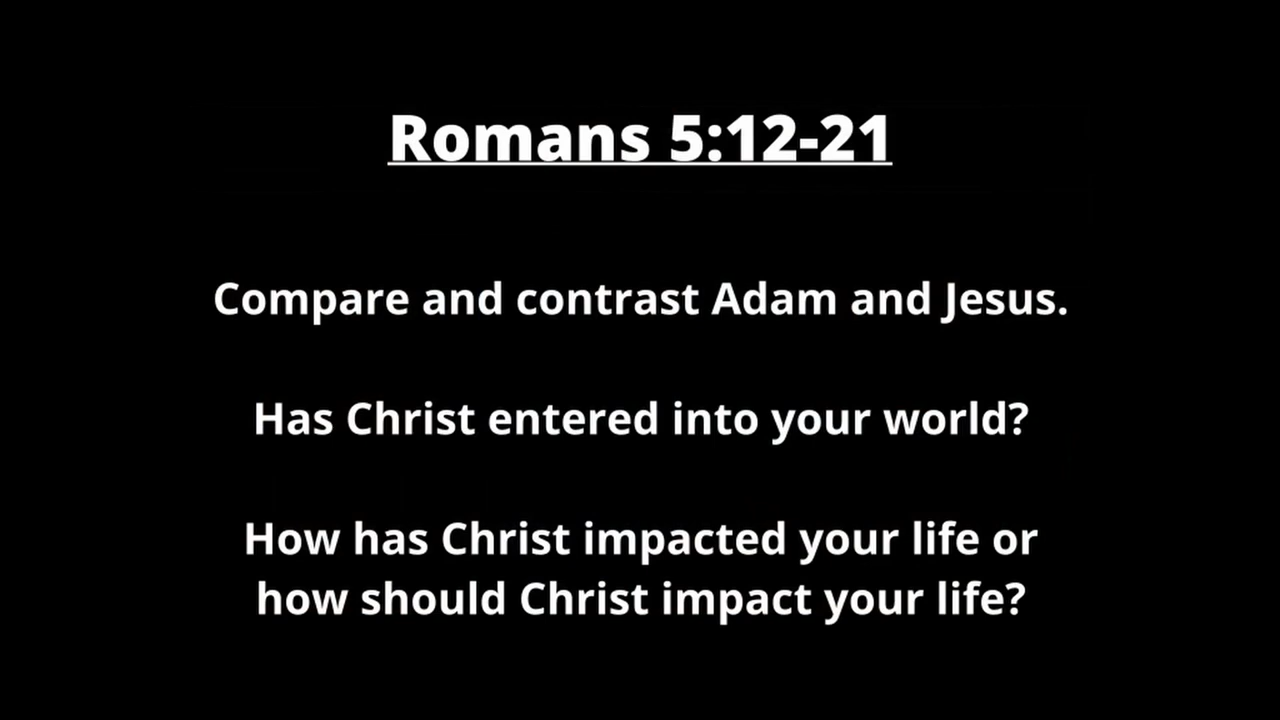 Romans 5:12-21
Compare and contrast Adam and Jesus.
Has Christ entered into your world?
How has Christ impacted your life or
how should Christ impact your life?